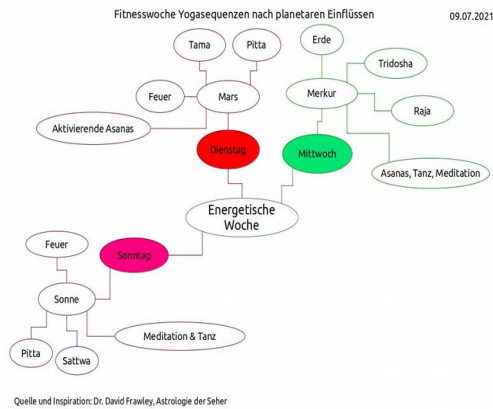 Fitnesswoche Yogasequenzen nach planetaren Einflüssen
09.07.2021
Tama
Pitta
Feuer
Mars
Aktivierende Asanas
Dienstag
Erde
Tridosha
Merkur
Raja
Mittwoch
Asanas, Tanz, Meditation
Energetische
Woche
Feuer
Sonntag
Sonne
Meditation & Tanz
Pitta
Sattwa
Quelle und Inspiration: Dr. David Frawley, Astrologie der Seher